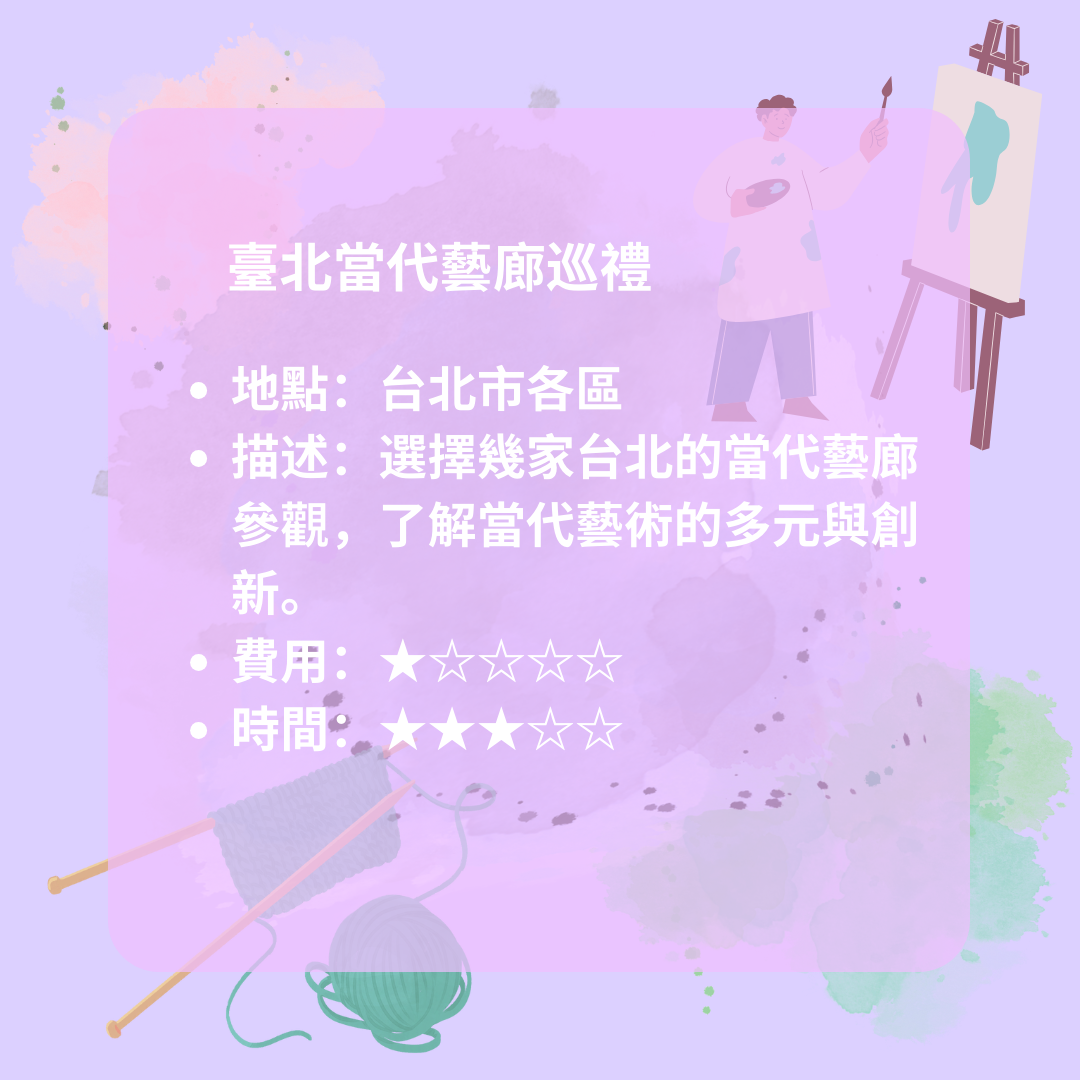 臺北當代藝廊巡禮
• 地點：台北市各區
• 描述：選擇幾家台北的當代藝廊
參觀，了解當代藝術的多元與創
新。
• 費用：★☆☆☆☆
• 時間：★★★☆☆